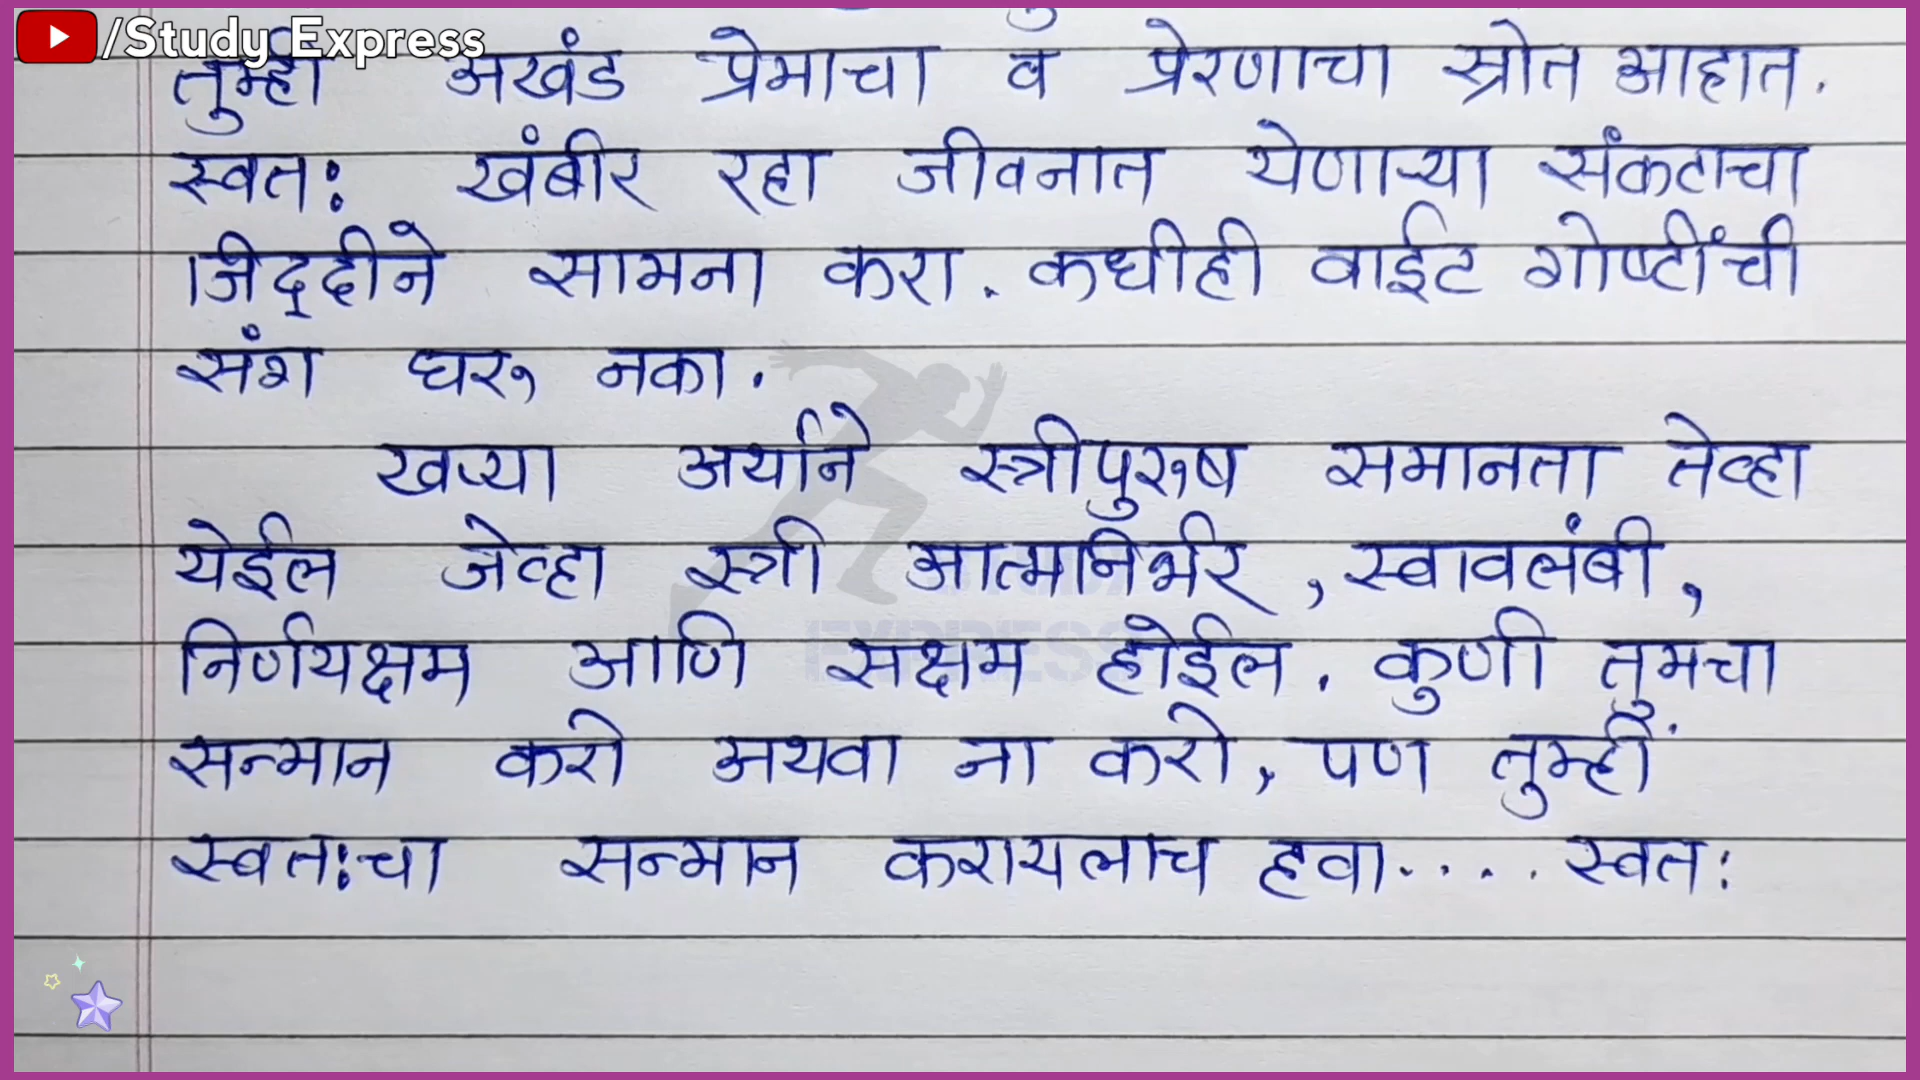 /Study Express
तुम्ही अखंड प्रेमाचा व प्रेरणाचा स्रोत आहात.
स्वत: खंबीर रहा जीवनात येणाऱ्या संकटाचा
जिद्दीने सामना करा. कधीही वाईट गोष्टींची
संग धरू नका.
खऱ्या अर्थाने स्त्रीपुरुष समानता तेव्हा
येईल जेव्हा स्त्री आत्मनिर्भर, स्वावलंबी,
निर्णयक्षम आणि सक्षम होईल. कुणी तुमचा
सन्मान करो अथवा ना करो, पण तुम्ही
स्वत:चा सन्मान करायलाच हवा.... स्वत: